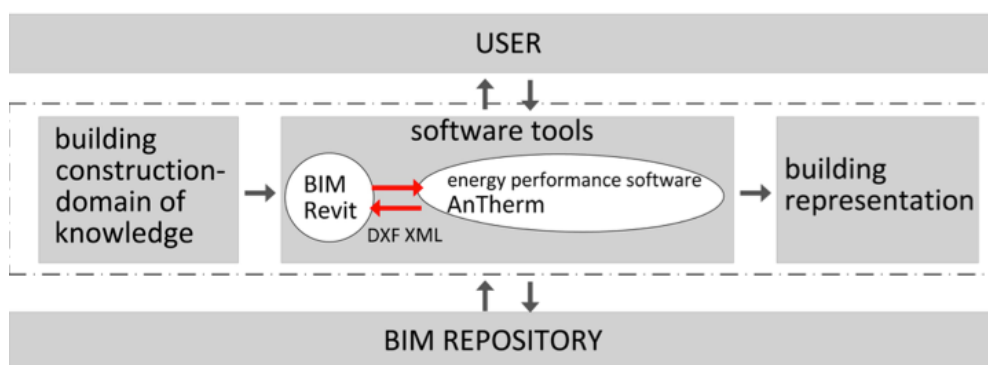 USER
building
construction-
domain of
knowledge
software tools
BIM
Revit
energy performance software
AnTherm
DXF XML
building
representation
BIM REPOSITORY